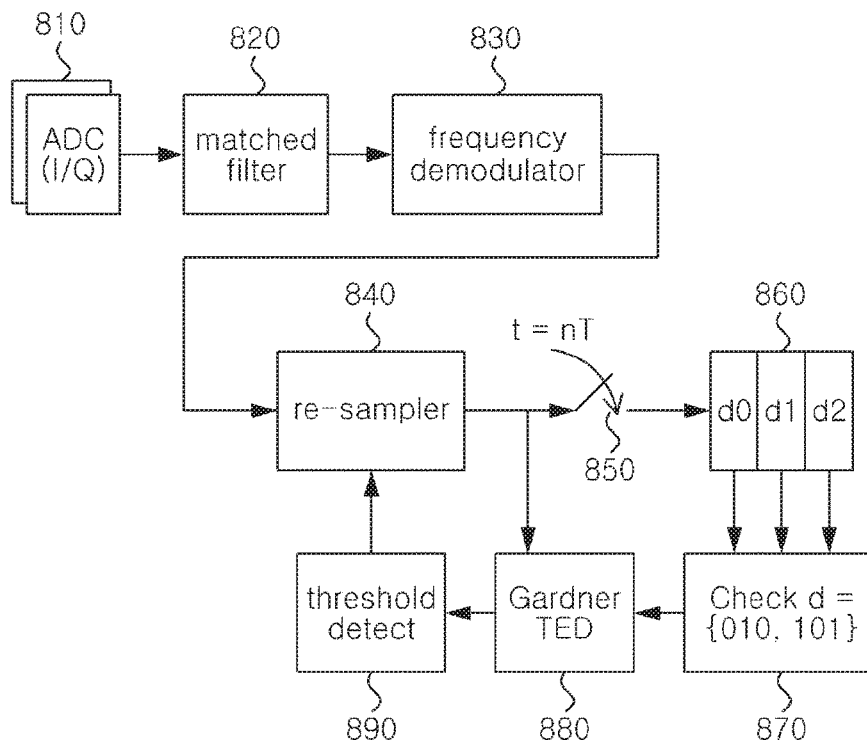 810
820
830
ADC
(I/Q)
matched
filter
frequency
demodulator
840
860
t = nT
re-sampler
d0 d1 d2
850
threshold
detect
Gardner
TED
Check d =
{010, 101}
890
880
870